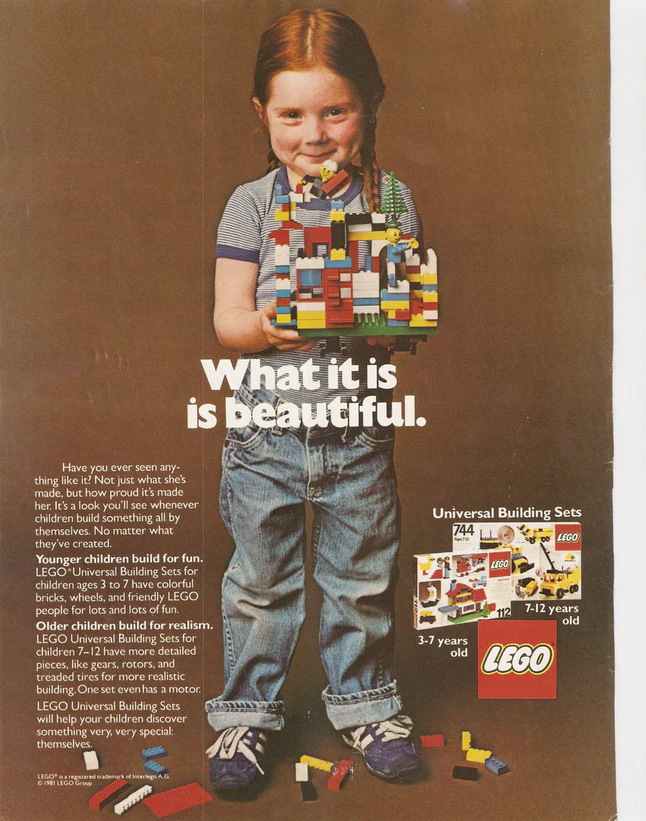 What it is
is beautiful.
Have you ever seen any-
thing like it? Not just what she's
made, but how proud it's made
her. It's a look you'll see whenever
children build something all by
themselves. No matter what
they've created.
Younger children build for fun.
LEGO® Universal Building Sets for
children ages 3 to 7 have colorful
bricks, wheels, and friendly LEGO
people for lots and lots of fun.
Older children build for realism.
LEGO Universal Building Sets for
children 7–12 have more detailed
pieces, like gears, rotors, and
treaded tires for more realistic
building. One set even has a motor.
LEGO Universal Building Sets
will help your children discover
something very, very special:
themselves.
LEGO® is a registered trademark of Interlego A.G.
© 1981 LEGO Group.
Universal Building Sets
744
LEGO
LEGO
112
7-12 years
old
3-7 years
old
LEGO